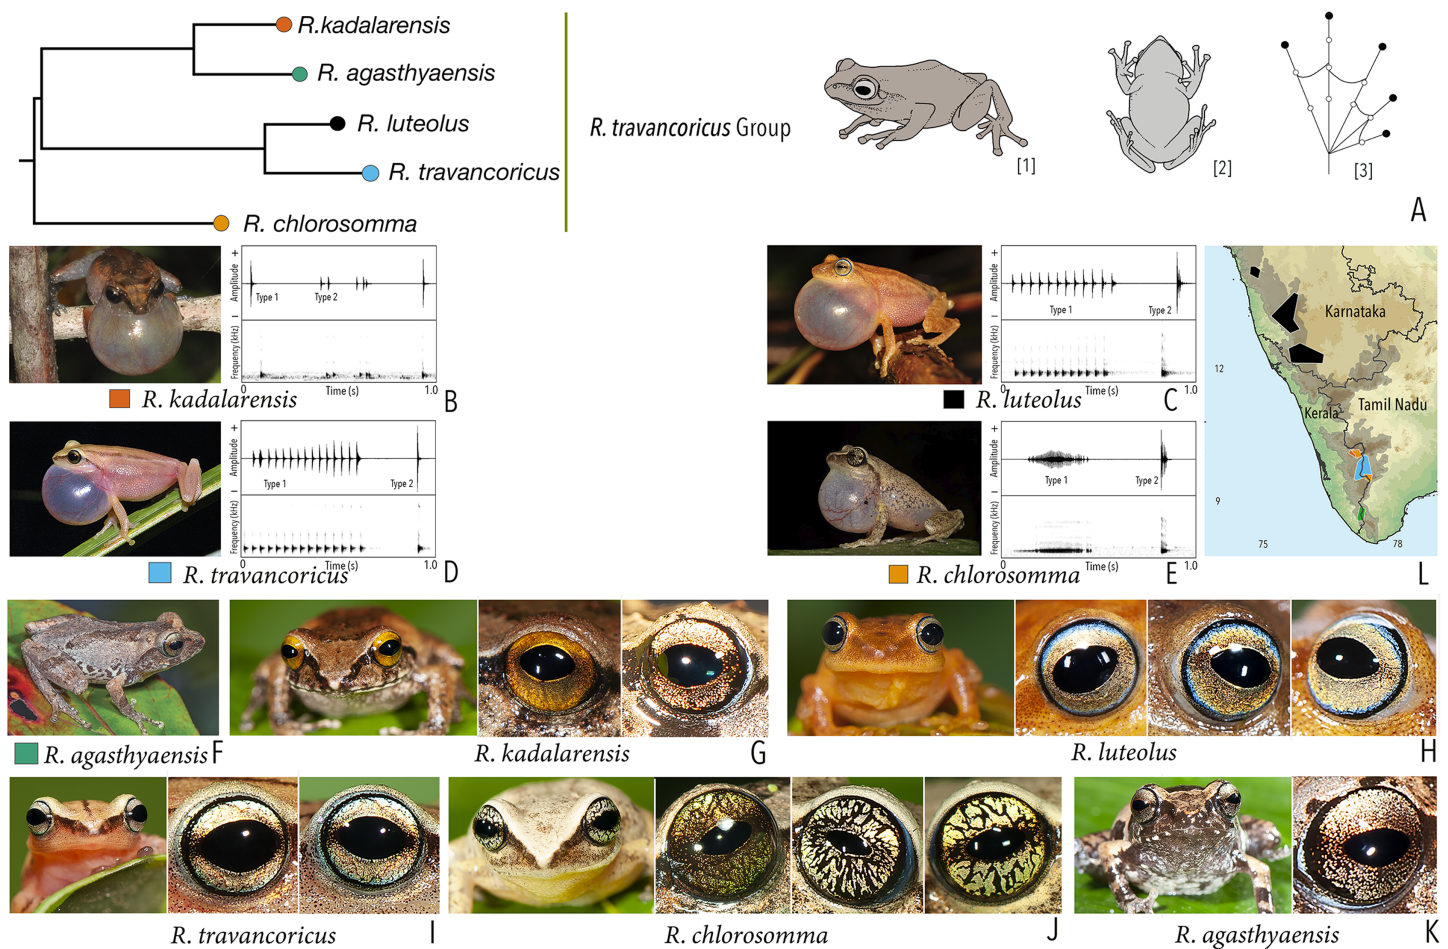 R.kadalarensis
R. agasthyaensis
R. luteolus
R. travancoricus
R. chlorosomma
R. travancoricus Group
[1]
[2]
[3]
A
Amplitude
+
–
Type 1
Type 2
Frequency (kHz)
0
Time (s)
1.0
R. kadalarensis
B
Amplitude
+
–
Type 1
Type 2
Frequency (kHz)
0
Time (s)
1.0
R. luteolus
C
Amplitude
+
–
Type 1
Type 2
Frequency (kHz)
0
Time (s)
1.0
R. travancoricus
D
Amplitude
+
–
Type 1
Type 2
Frequency (kHz)
0
Time (s)
1.0
R. chlorosomma
E
Karnataka
12
Kerala
Tamil Nadu
9
75
78
L
R. agasthyaensis
F
R. kadalarensis
G
R. luteolus
H
R. travancoricus
I
R. chlorosomma
J
R. agasthyaensis
K